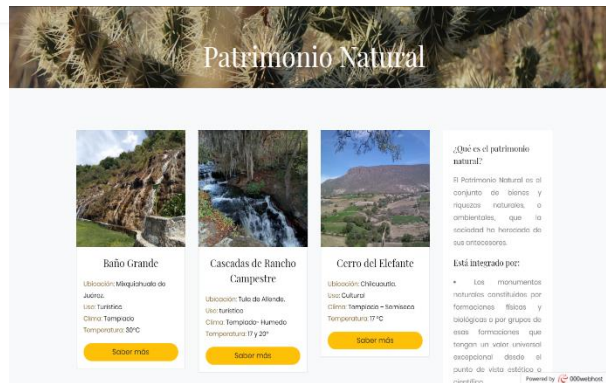 Patrimonio Natural
Baño Grande
Ubicación: Mixquiahuala de
Juárez.
Uso: Turístico
Clima: Templado
Temperatura: 30°C
Saber más
Cascadas de Rancho
Campestre
Ubicación: Tula de Allende.
Uso: turístico
Clima: Templado- Humedo
Temperatura: 17 y 20°
Saber más
Cerro del Elefante
Ubicación: Chilcuautla.
Uso: Cultural
Clima: Templado – Semiseco
Temperatura: 17 °C
Saber más
¿Qué es el patrimonio
natural?
El Patrimonio Natural es el
conjunto de bienes y
riquezas naturales, o
ambientales, que la
sociedad ha heredado de
sus antecesores.
Está integrado por:
• Los monumentos
naturales constituidos por
formaciones físicas y
biológicas o por grupos de
esas formaciones que
tengan un valor universal
excepcional desde el
punto de vista estético o
científico
Powered by 000webhost